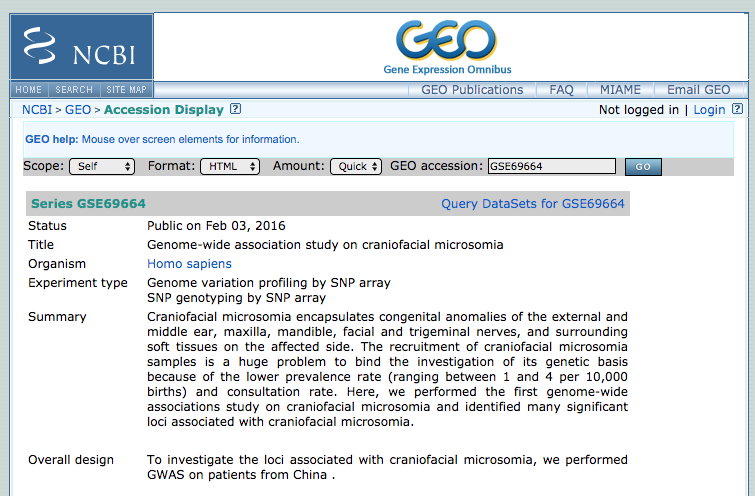 NCBI
GEO
Gene Expression Omnibus
HOME SEARCH SITE MAP
GEO Publications FAQ MIAME Email GEO
NCBI > GEO > Accession Display ?
Not logged in | Login ?
GEO help: Mouse over screen elements for information.
Scope: Self Format: HTML Amount: Quick GEO accession: GSE69664 GO
Series GSE69664 Query DataSets for GSE69664
Status Public on Feb 03, 2016
Title Genome-wide association study on craniofacial microsomia
Organism Homo sapiens
Experiment type Genome variation profiling by SNP array
SNP genotyping by SNP array
Summary Craniofacial microsomia encapsulates congenital anomalies of the external and
middle ear, maxilla, mandible, facial and trigeminal nerves, and surrounding
soft tissues on the affected side. The recruitment of craniofacial microsomia
samples is a huge problem to bind the investigation of its genetic basis
because of the lower prevalence rate (ranging between 1 and 4 per 10,000
births) and consultation rate. Here, we performed the first genome-wide
associations study on craniofacial microsomia and identified many significant
loci associated with craniofacial microsomia.
Overall design To investigate the loci associated with craniofacial microsomia, we performed
GWAS on patients from China .